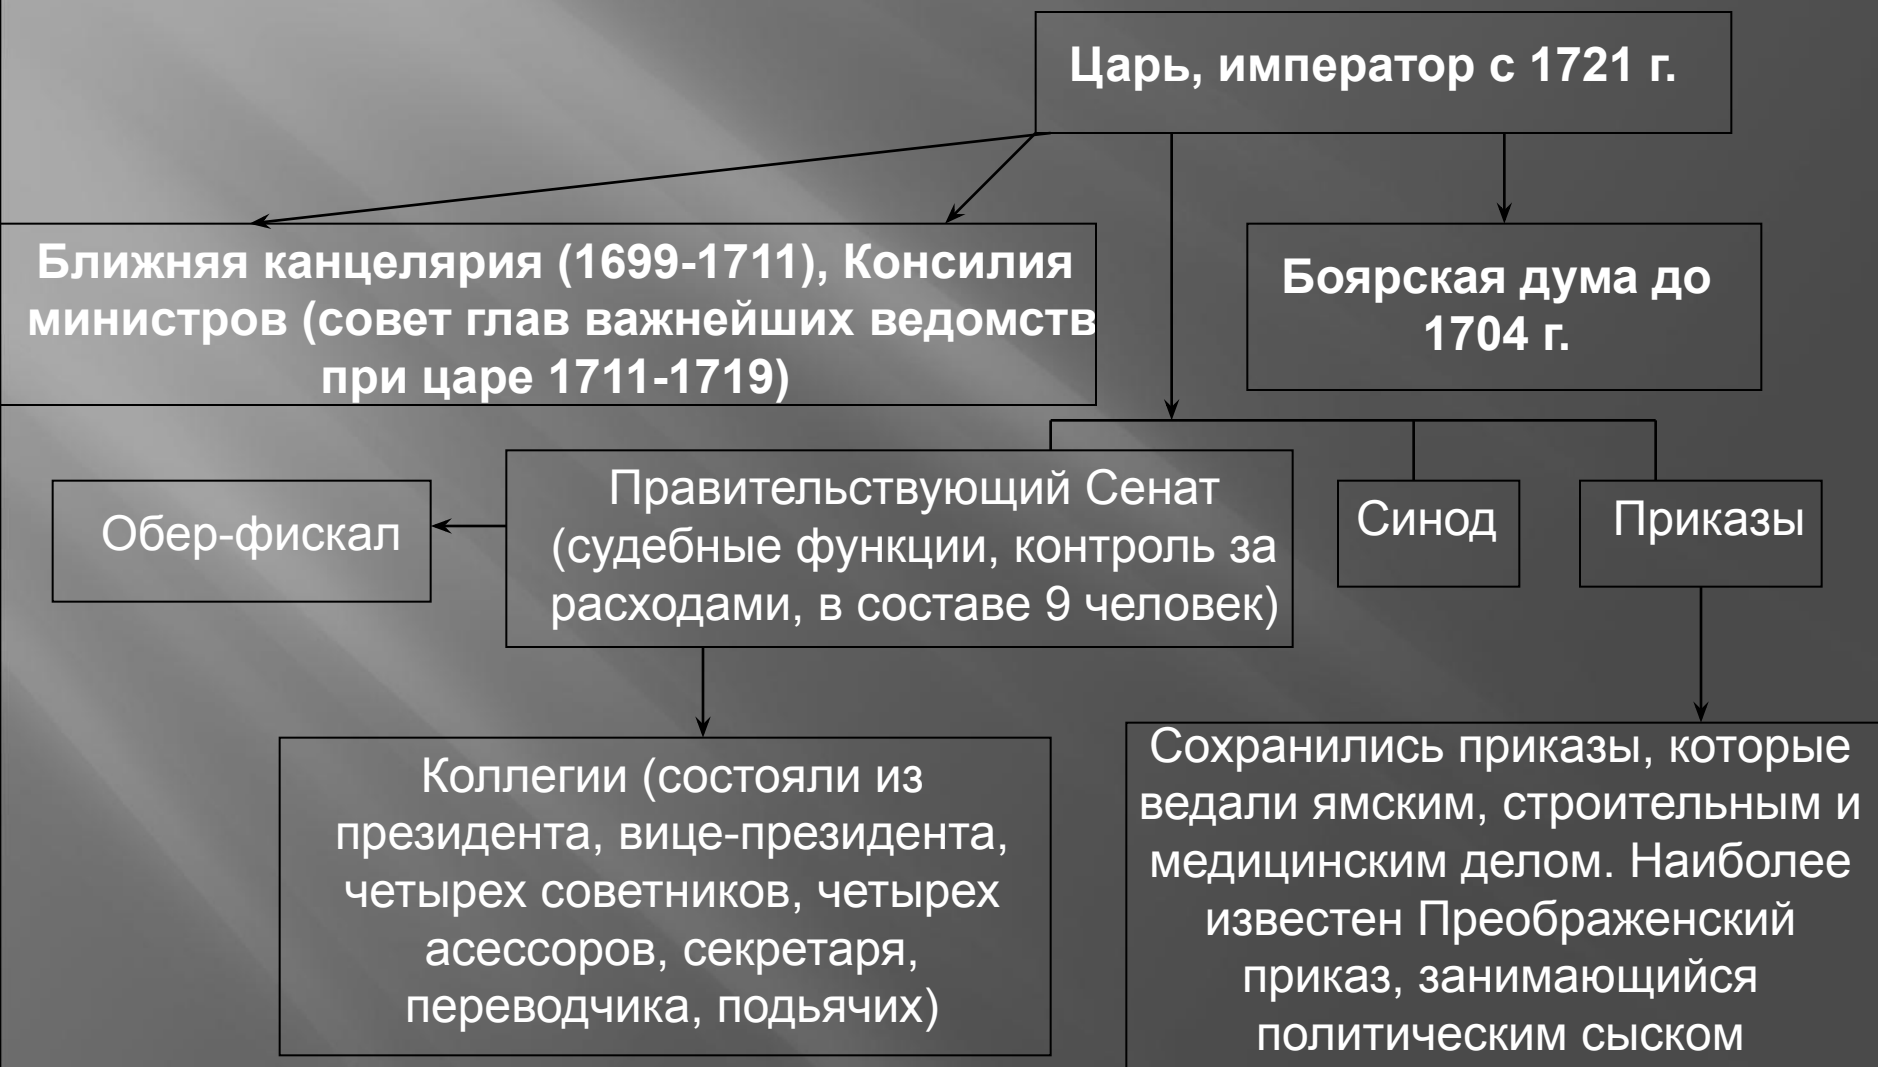 Царь, император с 1721 г.
Ближняя канцелярия (1699-1711), Консилия
министров (совет глав важнейших ведомств
при царе 1711-1719)
Боярская дума до
1704 г.
Обер-фискал
Правительствующий Сенат
(судебные функции, контроль за
расходами, в составе 9 человек)
Синод
Приказы
Коллегии (состояли из
президента, вице-президента,
четырех советников, четырех
асессоров, секретаря,
переводчика, подьячих)
Сохранились приказы, которые
ведали ямским, строительным и
медицинским делом. Наиболее
известен Преображенский
приказ, занимающийся
политическим сыском